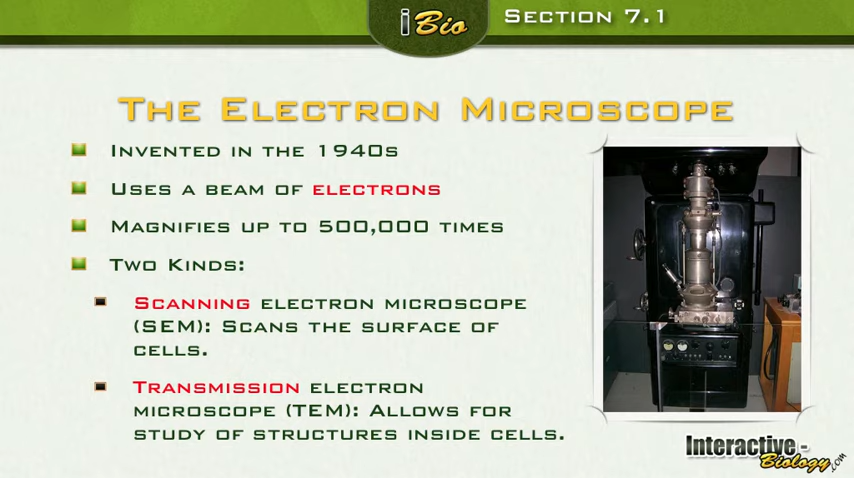 iBio
Section 7.1
The Electron Microscope
Invented in the 1940s
Uses a beam of electrons
Magnifies up to 500,000 times
Two Kinds:
Scanning electron microscope
(SEM): Scans the surface of
cells.
Transmission electron
microscope (TEM): Allows for
study of structures inside cells.
Interactive-
Biology.com